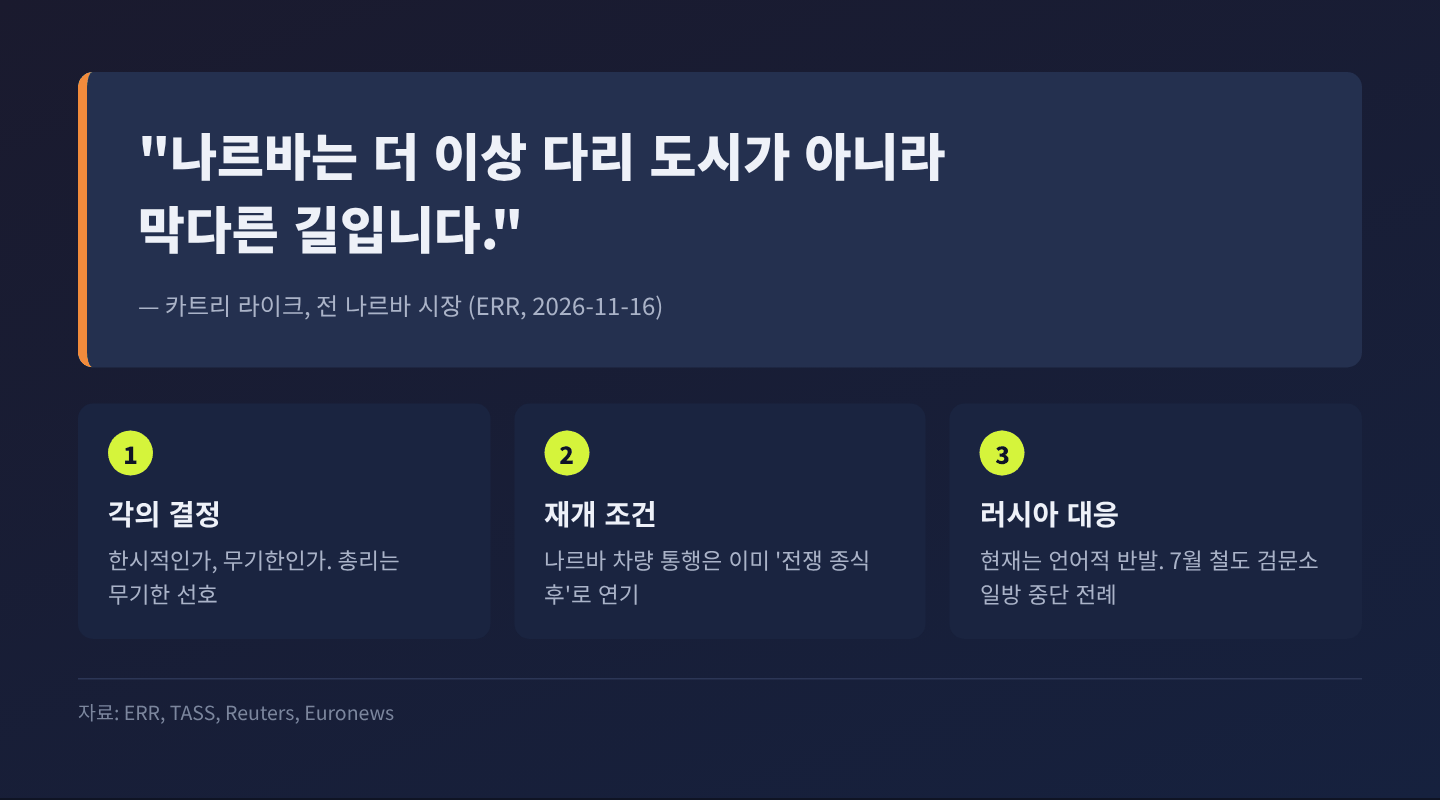 "나르바는 더 이상 다리 도시가 아니라
막다른 길입니다."
— 카트리 라이크, 전 나르바 시장 (ERR, 2026-11-16)
1
각의 결정
한시적인가, 무기한인가. 총리는
무기한 선호
2
재개 조건
나르바 차량 통행은 이미 '전쟁 종식
후'로 연기
3
러시아 대응
현재는 언어적 반발. 7월 철도 검문소
일방 중단 전례
자료: ERR, TASS, Reuters, Euronews